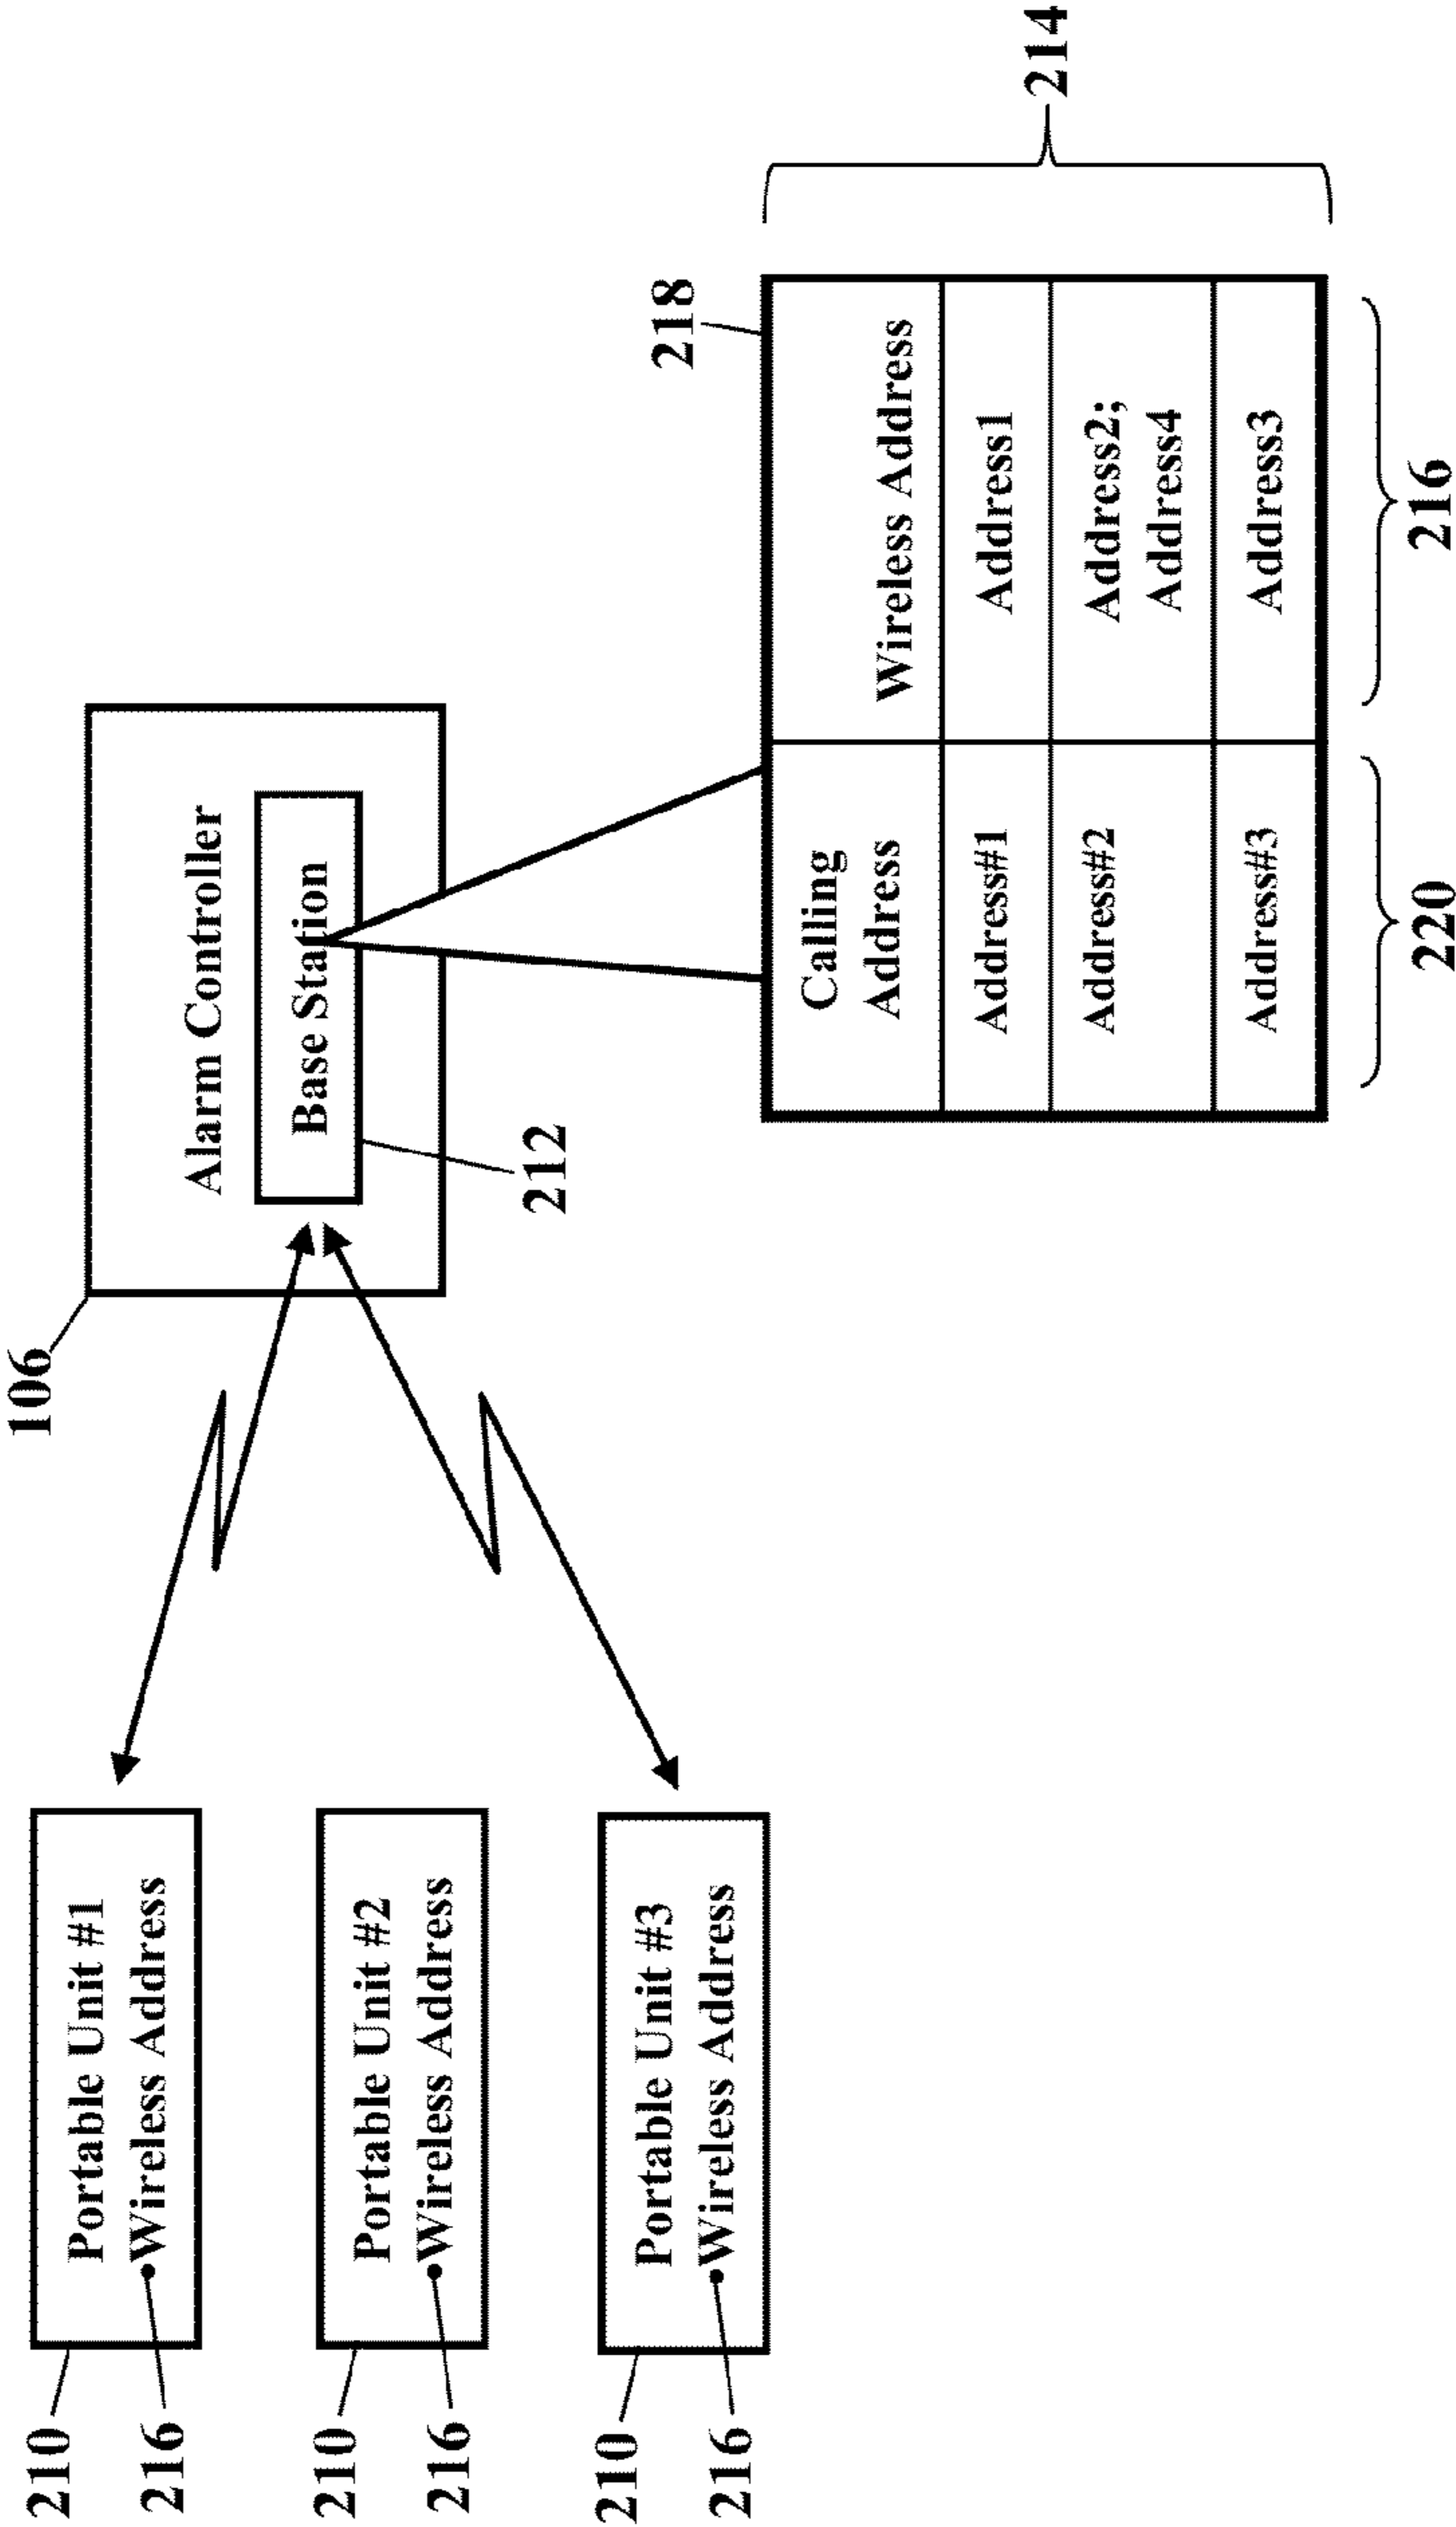 106
Alarm Controller
Base Station
212
210
Portable Unit #1
•Wireless Address
216
210
Portable Unit #2
•Wireless Address
216
210
Portable Unit #3
•Wireless Address
216
218
Calling
Address
Wireless Address
Address#1
Address1
Address#2
Address2;
Address4
Address#3
Address3
214
220
216